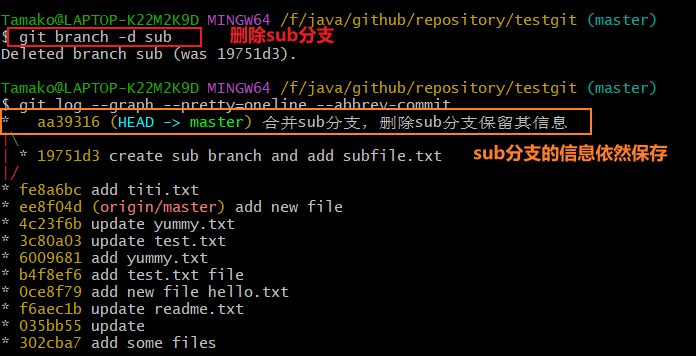 Tamako@LAPTOP-K22M2K9D MINGW64 /f/java/github/repository/testgit (master)
$ git branch -d sub 删除sub分支
Deleted branch sub (was 19751d3).
Tamako@LAPTOP-K22M2K9D MINGW64 /f/java/github/repository/testgit (master)
$ git log --graph --pretty=oneline --abbrev-commit
*   aa39316 (HEAD -> master) 合并sub分支，删除sub分支保留其信息
|\
| * 19751d3 create sub branch and add subfile.txt sub分支的信息依然保存
|/
* fe8a6bc add titi.txt
* ee8f04d (origin/master) add new file
* 4c23f6b update yummy.txt
* 3c80a03 update test.txt
* 6009681 add yummy.txt
* b4f8ef6 add test.txt file
* 0ce8f79 add new file hello.txt
* f6aec1b update readme.txt
* 035bb55 update
* 302cba7 add some files